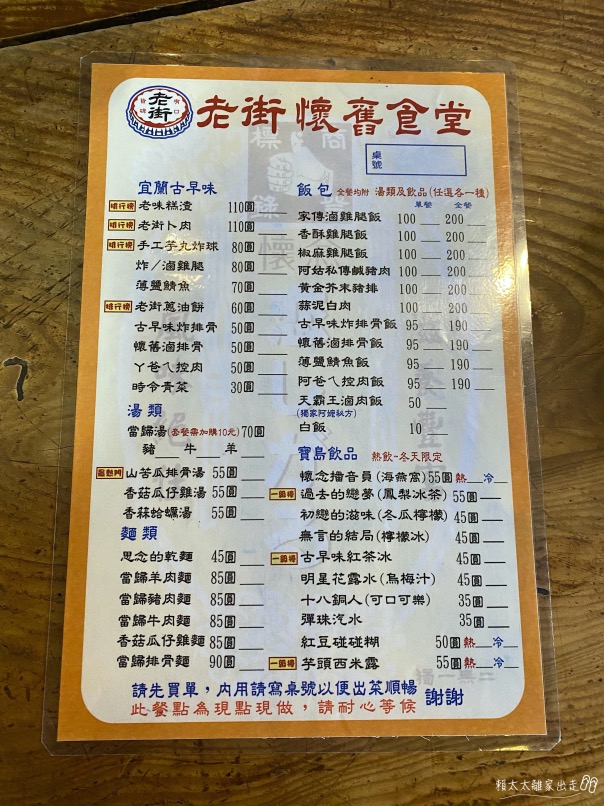 老街
老街懷舊食堂
桌號
宜蘭古早味
排行榜 老味糕渣 110圓
排行榜 老街卜肉 110圓
排行榜 手工芋丸炸球 80圓
炸/滷雞腿 80圓
薄鹽鯖魚 70圓
排行榜 老街蔥油餅 60圓
古早味炸排骨 50圓
懷舊滷排骨 50圓
丫爸ㄟ控肉 50圓
時令青菜 30圓
湯類
當歸湯(套餐需加購10元)70圓
豬 牛 羊
山苦瓜排骨湯 55圓
香菇瓜仔雞湯 55圓
香菻蛤蠣湯 55圓
麵類
思念的乾麵 45圓
當歸羊肉麵 85圓
當歸豬肉麵 85圓
當歸牛肉麵 85圓
香菇瓜仔雞麵 85圓
當歸排骨麵 90圓
飯包 全餐均附 湯類及飲品(任選各一種)
單餐 全餐
家傳滷雞腿飯 100 200
香酥雞腿飯 100 200
椒麻雞腿飯 100 200
阿姑私傳鹹豬肉 100 200
黃金芥末豬排 100 200
蒜泥白肉 100 200
古早味炸排骨飯 95 190
懷舊滷排骨 95 190
薄鹽鯖魚飯 95 190
阿爸ㄟ控肉飯 95 190
天霸王滷肉飯 50
(獨家阿嬤秘方)
白飯 10
寶島飲品 熱飲~冬天限定
懷念播音員(海燕窩)55圓 熱 冷
過去的戀夢(鳳梨冰茶) 55圓
初戀的滋味(冬瓜檸檬) 45圓
無言的結局(檸檬冰) 45圓
古早味紅茶冰 45圓
明星花露水(烏梅汁) 45圓
十八銅人(可口可樂) 35圓
彈珠汽水 35圓
紅豆碰碰糊 50圓 熱 冷
芋頭西米露 55圓 熱 冷
請先買單,內用請寫桌號以便出菜順暢 謝謝
此餐點為現點現做,請耐心等候
賴太太離家出走